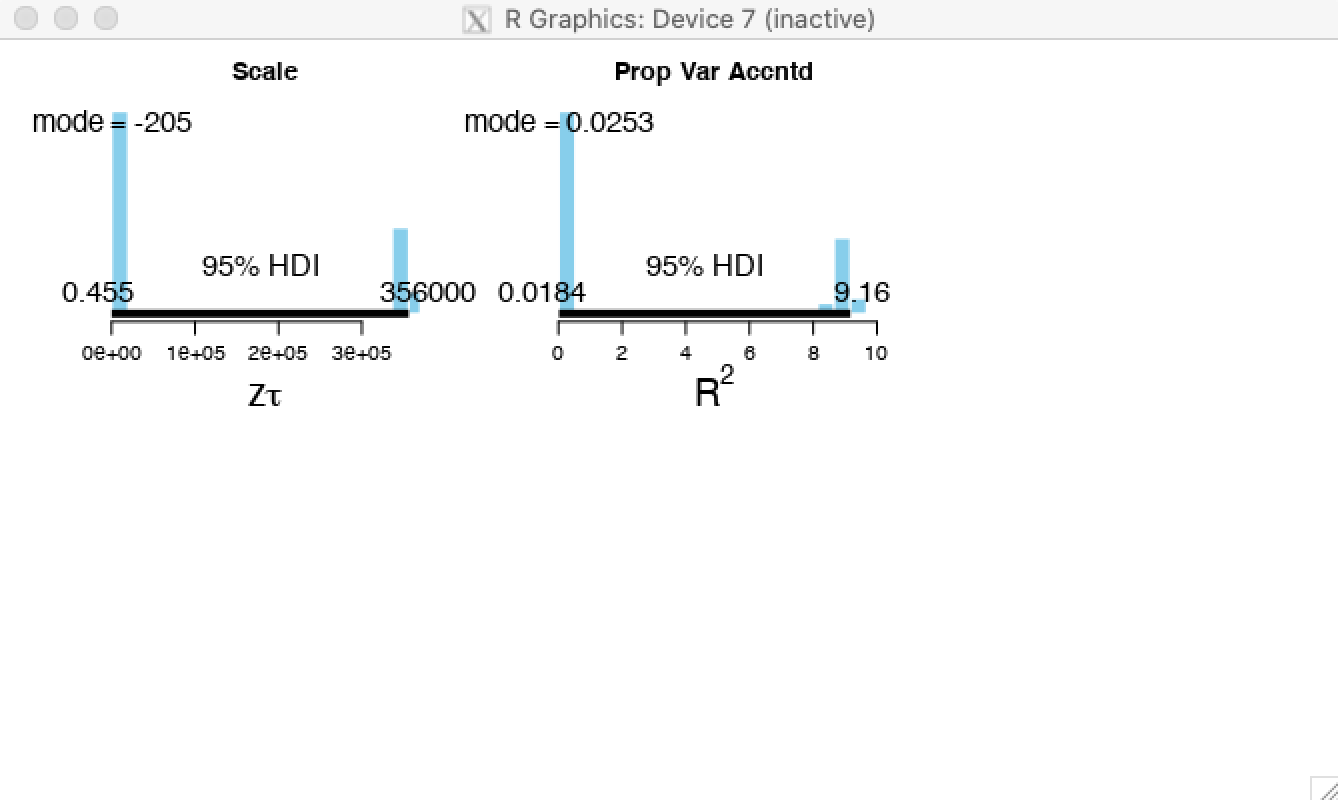 R Graphics: Device 7 (inactive)
Scale
mode = -205
95% HDI
0.455 356000
0e+00 1e+05 2e+05 3e+05
Zτ
Prop Var Accntd
mode = 0.0253
95% HDI
0.0184 9.16
0 2 4 6 8 10
R²